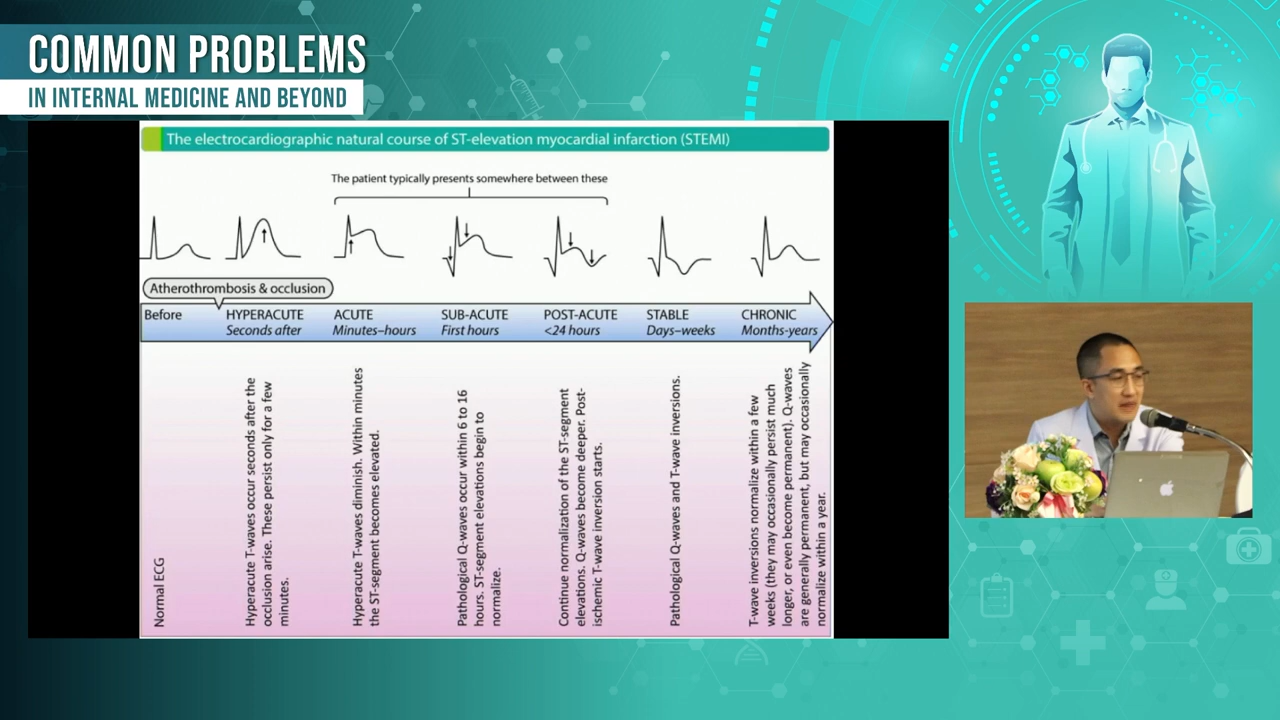 COMMON PROBLEMS
IN INTERNAL MEDICINE AND BEYOND
The electrocardiographic natural course of ST-elevation myocardial infarction (STEMI)
The patient typically presents somewhere between these
Atherothrombosis & occlusion
Before
HYPERACUTE
Seconds after
ACUTE
Minutes–hours
SUB-ACUTE
First hours
POST-ACUTE
<24 hours
STABLE
Days–weeks
CHRONIC
Months-years
Normal ECG
Hyperacute T-waves occur seconds after the
occlusion arise. These persist only for a few
minutes.
Hyperacute T-waves diminish. Within minutes
the ST-segment becomes elevated.
Pathological Q-waves occur within 6 to 16
hours. ST-segment elevations begin to
normalize.
Continue normalization of the ST-segment
elevations. Q-waves become deeper. Post-
ischemic T-wave inversion starts.
Pathological Q-waves and T-wave inversions.
T-wave inversions normalize within a few
weeks (they may occasionally persist much
longer, or even become permanent). Q-waves
are generally permanent, but may occasionally
normalize within a year.